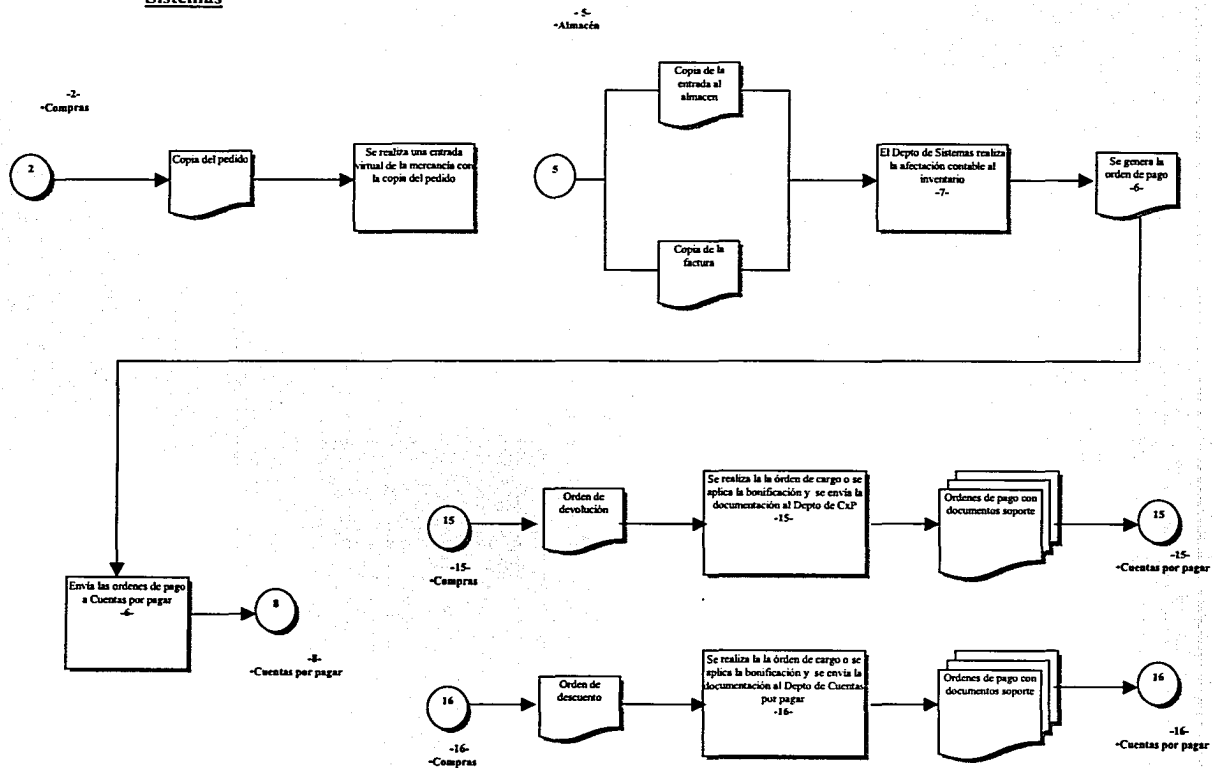 Sistemas
- 5-
-Almacén
-2-
-Compras
2
Copia del pedido
Se realiza una entrada
virtual de la mercancía con
la copia del pedido
5
Copia de la
entrada al
almacen
Copia de la
factura
El Depto de Sistemas realiza
la afectación contable al
inventario
-7-
Se genera la
orden de pago
-6-
Envía las ordenes de pago
a Cuentas por pagar
-6-
8
-8-
-Cuentas por pagar
15
-15-
-Compras
Orden de
devolución
Se realiza la la órden de cargo o se
aplica la bonificación y se envía la
documentación al Depto de CxP
-15-
Ordenes de pago con
documentos soporte
15
-15-
-Cuentas por pagar
16
-16-
-Compras
Orden de
descuento
Se realiza la la órden de cargo o se
aplica la bonificación y se envía la
documentación al Depto de Cuentas
por pagar
-16-
Ordenes de pago con
documentos soporte
16
-16-
-Cuentas por pagar